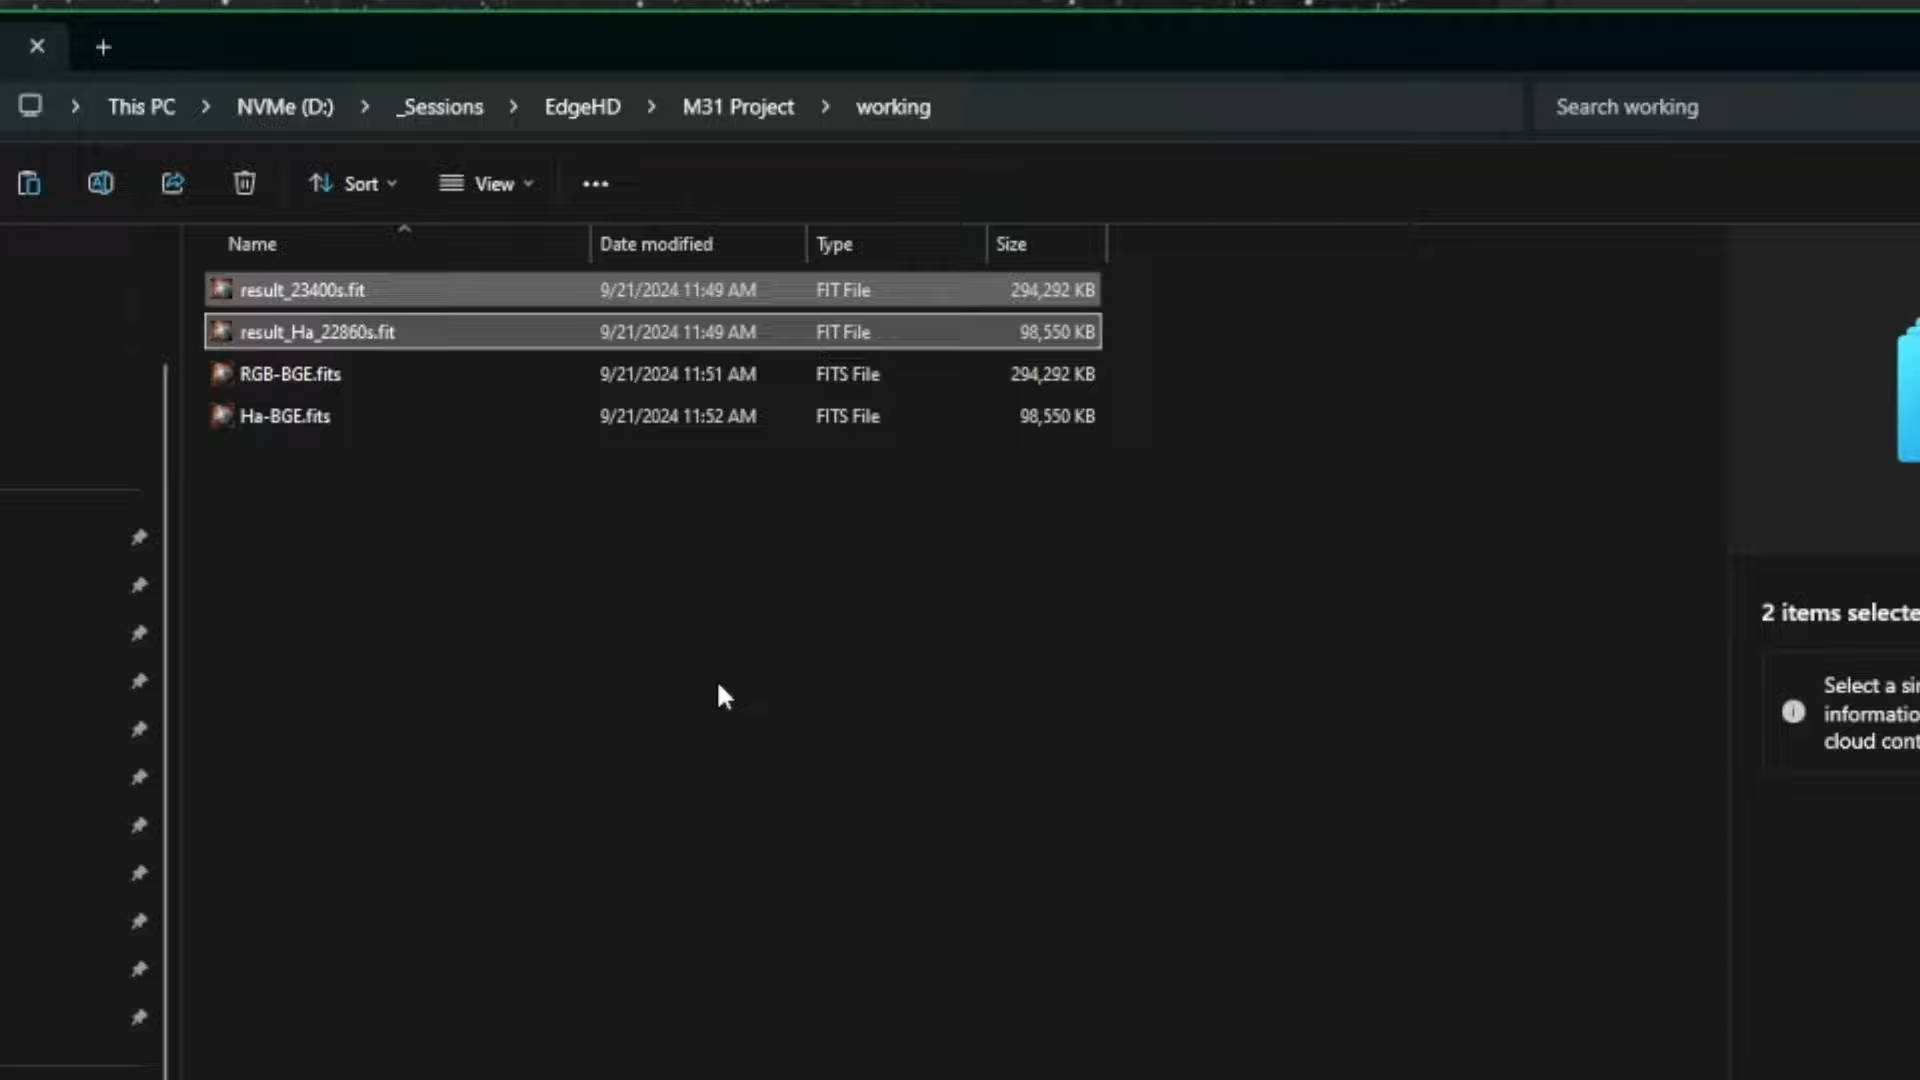 This PC > NVMe (D:) > _Sessions > EdgeHD > M31 Project > working
Search working
Sort
View
Name Date modified Type Size
result_23400s.fit 9/21/2024 11:49 AM FIT File 294,292 KB
result_Ha_22860s.fit 9/21/2024 11:49 AM FIT File 98,550 KB
RGB-BGE.fits 9/21/2024 11:51 AM FITS File 294,292 KB
Ha-BGE.fits 9/21/2024 11:52 AM FITS File 98,550 KB
2 items selecte
Select a sin
informatio
cloud cont